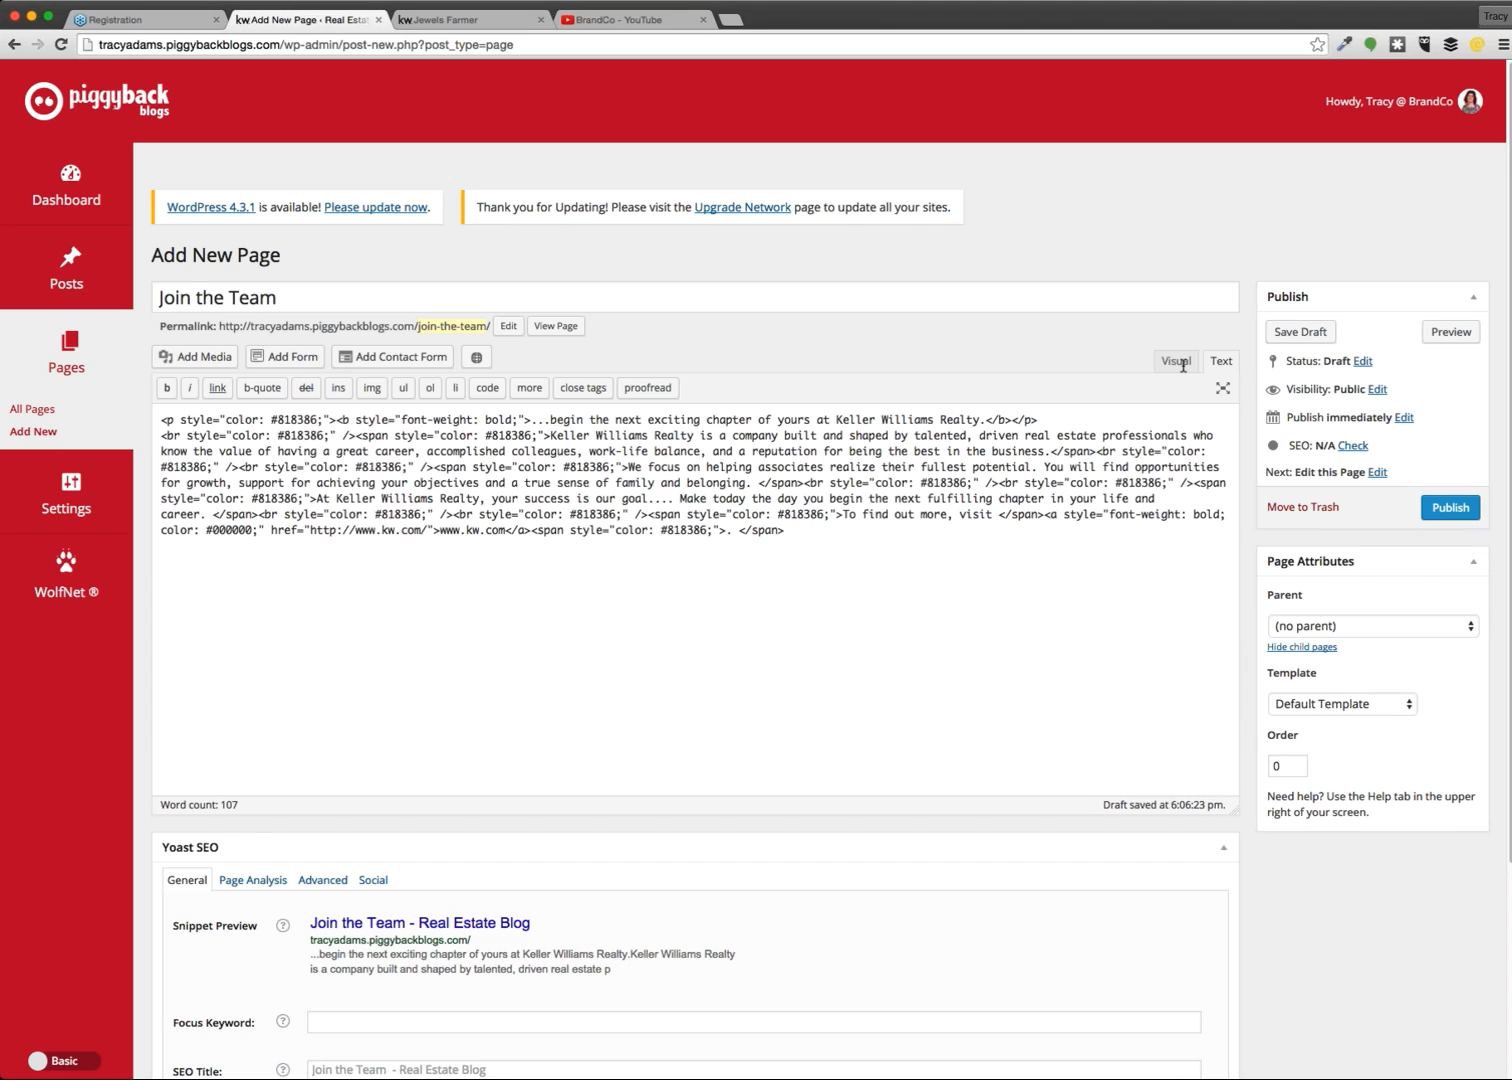 Registration
kw Add New Page ‹ Real Estat
kw Jewels Farmer
BrandCo - YouTube
Tracy
tracyadams.piggybackblogs.com/wp-admin/post-new.php?post_type=page
piggyback
blogs
Howdy, Tracy @ BrandCo
Dashboard
Posts
Pages
All Pages
Add New
Settings
WolfNet ®
Basic
WordPress 4.3.1 is available! Please update now.
Thank you for Updating! Please visit the Upgrade Network page to update all your sites.
Add New Page
Join the Team
Permalink: http://tracyadams.piggybackblogs.com/join-the-team/ Edit View Page
Add Media Add Form Add Contact Form
Visual Text
b i link b-quote del ins img ul ol li code more close tags proofread
<p style="color: #818386;"><b style="font-weight: bold;">...begin the next exciting chapter of yours at Keller Williams Realty.</b></p>
<br style="color: #818386;" /><span style="color: #818386;">Keller Williams Realty is a company built and shaped by talented, driven real estate professionals who
know the value of having a great career, accomplished colleagues, work-life balance, and a reputation for being the best in the business.</span><br style="color:
#818386;" /><br style="color: #818386;" /><span style="color: #818386;">We focus on helping associates realize their fullest potential. You will find opportunities
for growth, support for achieving your objectives and a true sense of family and belonging. </span><br style="color: #818386;" /><br style="color: #818386;" /><span
style="color: #818386;">At Keller Williams Realty, your success is our goal.... Make today the day you begin the next fulfilling chapter in your life and
career. </span><br style="color: #818386;" /><br style="color: #818386;" /><span style="color: #818386;">To find out more, visit </span><a style="font-weight: bold;
color: #000000;" href="http://www.kw.com/">www.kw.com</a><span style="color: #818386;">. </span>
Word count: 107
Draft saved at 6:06:23 pm.
Yoast SEO
General Page Analysis Advanced Social
Snippet Preview ?
Join the Team - Real Estate Blog
tracyadams.piggybackblogs.com/
...begin the next exciting chapter of yours at Keller Williams Realty.Keller Williams Realty
is a company built and shaped by talented, driven real estate p
Focus Keyword: ?
SEO Title: ? Join the Team - Real Estate Blog
Publish
Save Draft Preview
Status: Draft Edit
Visibility: Public Edit
Publish immediately Edit
SEO: N/A Check
Next: Edit this Page Edit
Move to Trash Publish
Page Attributes
Parent
(no parent)
Hide child pages
Template
Default Template
Order
0
Need help? Use the Help tab in the upper
right of your screen.